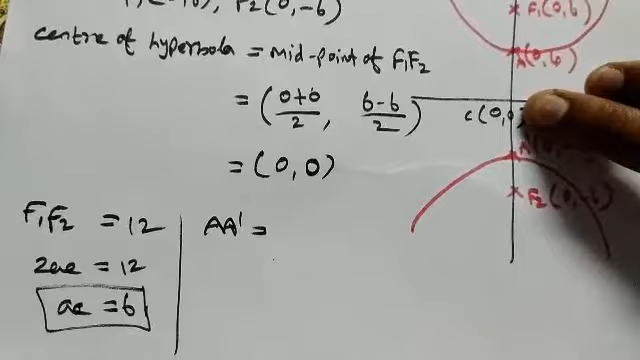 F2(0,-6)
centre of hyperbola = mid-point of F1F2
= (0+0/2, 6-6/2)
= (0,0)
F1F2 = 12
2ae = 12
ae = 6
AA' =
F1(0,6)
C(0,0)
F2(0,-6)